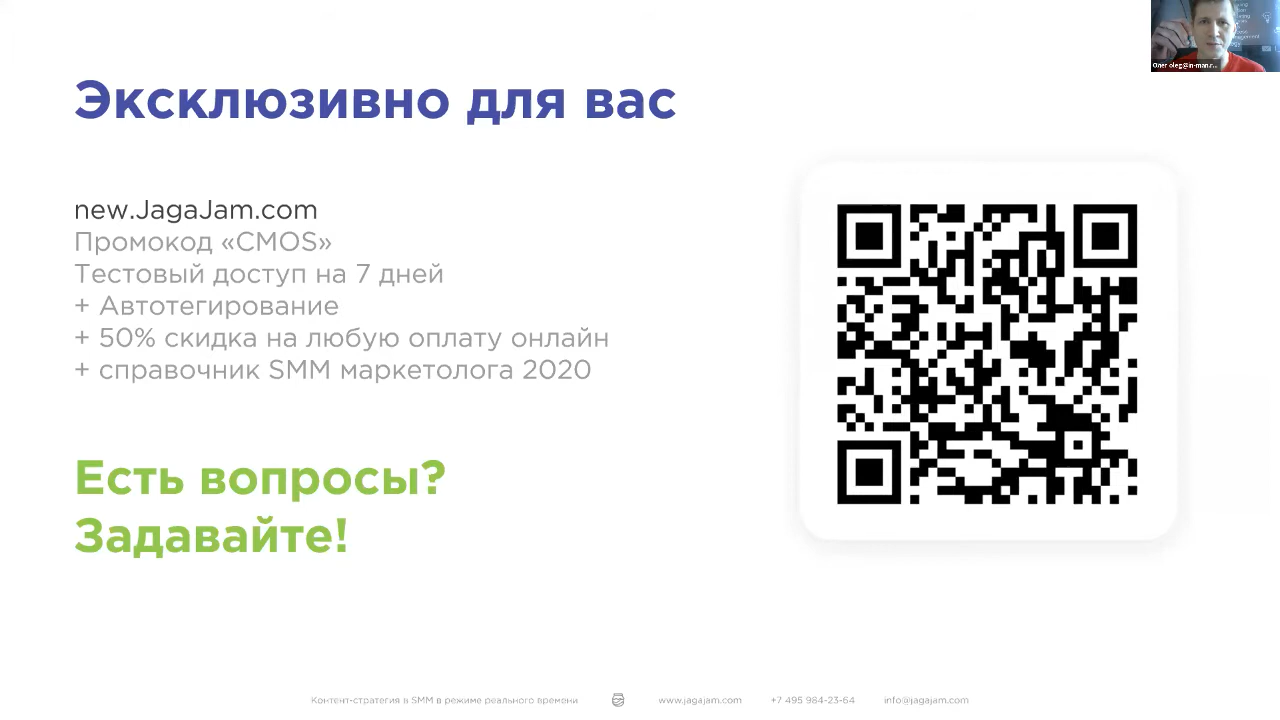 Эксклюзивно для вас
new.JagaJam.com
Промокод «CMOS»
Тестовый доступ на 7 дней
+ Автотегирование
+ 50% скидка на любую оплату онлайн
+ справочник SMM маркетолога 2020
Есть вопросы?
Задавайте!
Контент-стратегия в SMM в режиме реального времени
www.jagajam.com
+7 495 984-23-64
info@jagajam.com